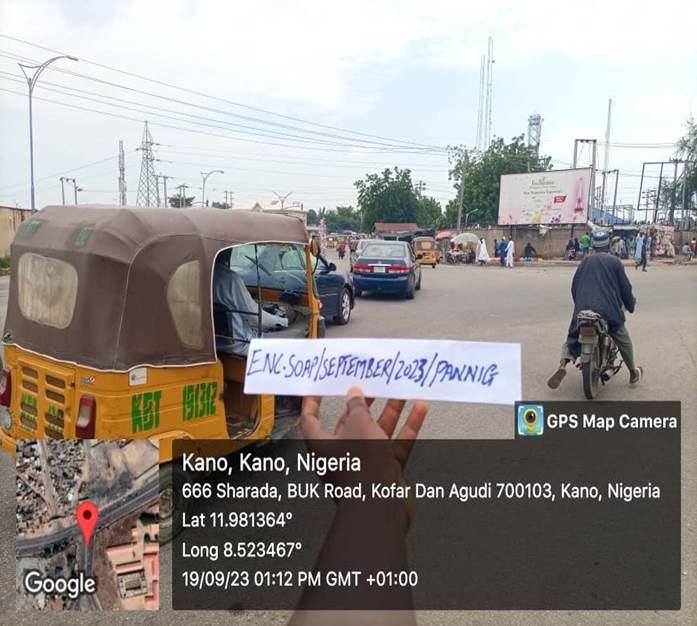 ENC-SOAP/SEPTEMBER/2023/PANNIG
KBT 191312
GPS Map Camera
Kano, Kano, Nigeria
666 Sharada, BUK Road, Kofar Dan Agudi 700103, Kano, Nigeria
Lat 11.981364°
Long 8.523467°
19/09/23 01:12 PM GMT +01:00
Google